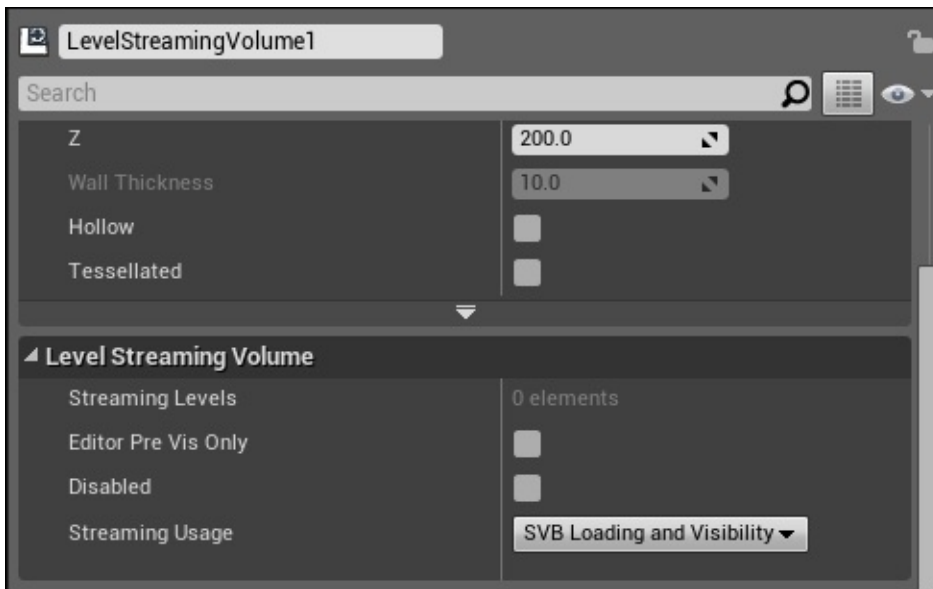 LevelStreamingVolume1
Search
Z 200.0
Wall Thickness 10.0
Hollow
Tessellated
Level Streaming Volume
Streaming Levels 0 elements
Editor Pre Vis Only
Disabled
Streaming Usage SVB Loading and Visibility